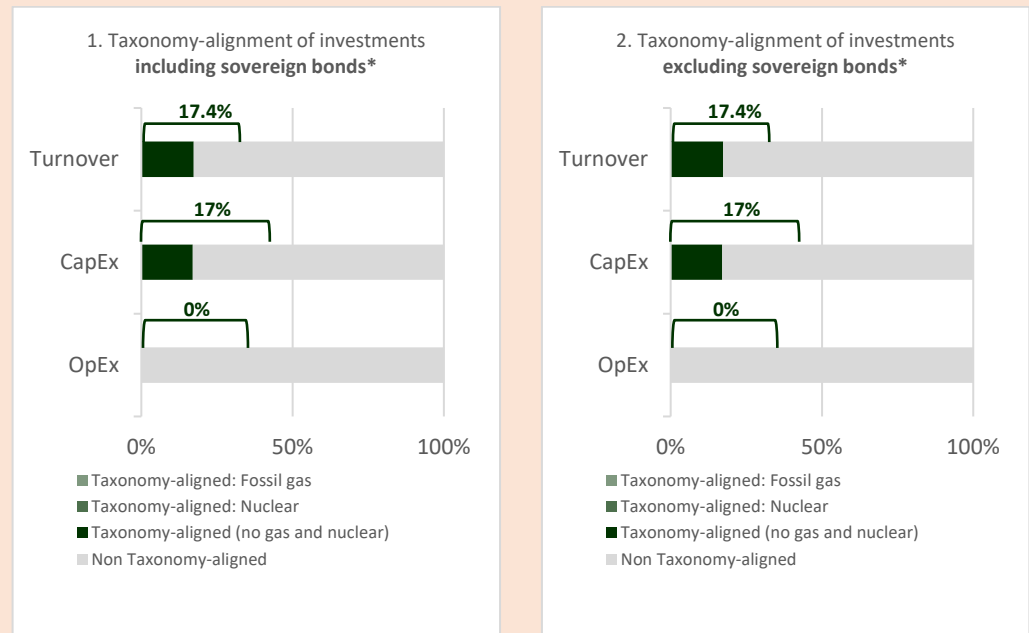 1. Taxonomy-alignment of investments
including sovereign bonds*
17.4%
Turnover
17%
CapEx
0%
OpEx
0%
50%
100%
Taxonomy-aligned: Fossil gas
Taxonomy-aligned: Nuclear
Taxonomy-aligned (no gas and nuclear)
Non Taxonomy-aligned
2. Taxonomy-alignment of investments
excluding sovereign bonds*
17.4%
Turnover
17%
CapEx
0%
OpEx
0%
50%
100%
Taxonomy-aligned: Fossil gas
Taxonomy-aligned: Nuclear
Taxonomy-aligned (no gas and nuclear)
Non Taxonomy-aligned